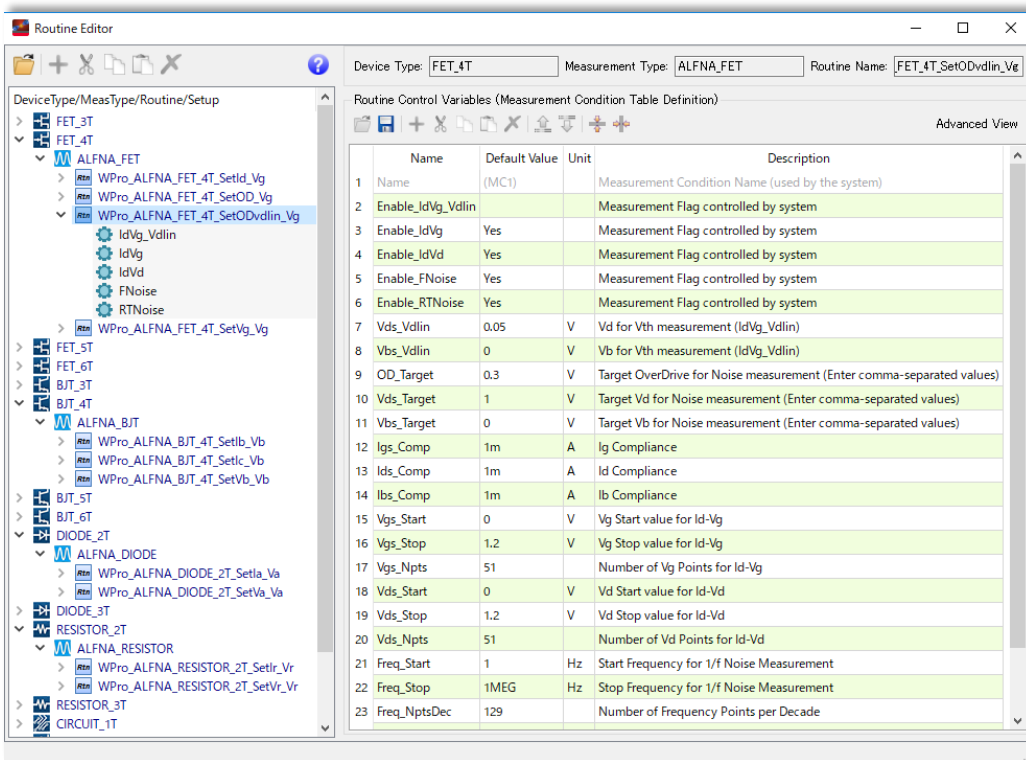 Routine Editor
Device Type: FET_4T Measurement Type: ALFNA_FET Routine Name: FET_4T_SetODvdlin_Vg
DeviceType/MeasType/Routine/Setup
FET_3T
FET_4T
ALFNA_FET
Rtn WPro_ALFNA_FET_4T_SetId_Vg
Rtn WPro_ALFNA_FET_4T_SetOD_Vg
Rtn WPro_ALFNA_FET_4T_SetODvdlin_Vg
IdVg_Vdlin
IdVg
IdVd
FNoise
RTNoise
Rtn WPro_ALFNA_FET_4T_SetVg_Vg
FET_5T
FET_6T
BJT_3T
BJT_4T
ALFNA_BJT
Rtn WPro_ALFNA_BJT_4T_SetIb_Vb
Rtn WPro_ALFNA_BJT_4T_SetIc_Vb
Rtn WPro_ALFNA_BJT_4T_SetVb_Vb
BJT_5T
BJT_6T
DIODE_2T
ALFNA_DIODE
Rtn WPro_ALFNA_DIODE_2T_SetIa_Va
Rtn WPro_ALFNA_DIODE_2T_SetVa_Va
DIODE_3T
RESISTOR_2T
ALFNA_RESISTOR
Rtn WPro_ALFNA_RESISTOR_2T_SetIr_Vr
Rtn WPro_ALFNA_RESISTOR_2T_SetVr_Vr
RESISTOR_3T
CIRCUIT_1T
Routine Control Variables (Measurement Condition Table Definition)
Advanced View
Name Default Value Unit Description
1 Name (MC1) Measurement Condition Name (used by the system)
2 Enable_IdVg_Vdlin Measurement Flag controlled by system
3 Enable_IdVg Yes Measurement Flag controlled by system
4 Enable_IdVd Yes Measurement Flag controlled by system
5 Enable_FNoise Yes Measurement Flag controlled by system
6 Enable_RTNoise Yes Measurement Flag controlled by system
7 Vds_Vdlin 0.05 V Vd for Vth measurement (IdVg_Vdlin)
8 Vbs_Vdlin 0 V Vb for Vth measurement (IdVg_Vdlin)
9 OD_Target 0.3 V Target OverDrive for Noise measurement (Enter comma-separated values)
10 Vds_Target 1 V Target Vd for Noise measurement (Enter comma-separated values)
11 Vbs_Target 0 V Target Vb for Noise measurement (Enter comma-separated values)
12 Igs_Comp 1m A Ig Compliance
13 Ids_Comp 1m A Id Compliance
14 Ibs_Comp 1m A Ib Compliance
15 Vgs_Start 0 V Vg Start value for Id-Vg
16 Vgs_Stop 1.2 V Vg Stop value for Id-Vg
17 Vgs_Npts 51 Number of Vg Points for Id-Vg
18 Vds_Start 0 V Vd Start value for Id-Vd
19 Vds_Stop 1.2 V Vd Stop value for Id-Vd
20 Vds_Npts 51 Number of Vd Points for Id-Vd
21 Freq_Start 1 Hz Start Frequency for 1/f Noise Measurement
22 Freq_Stop 1MEG Hz Stop Frequency for 1/f Noise Measurement
23 Freq_NptsDec 129 Number of Frequency Points per Decade